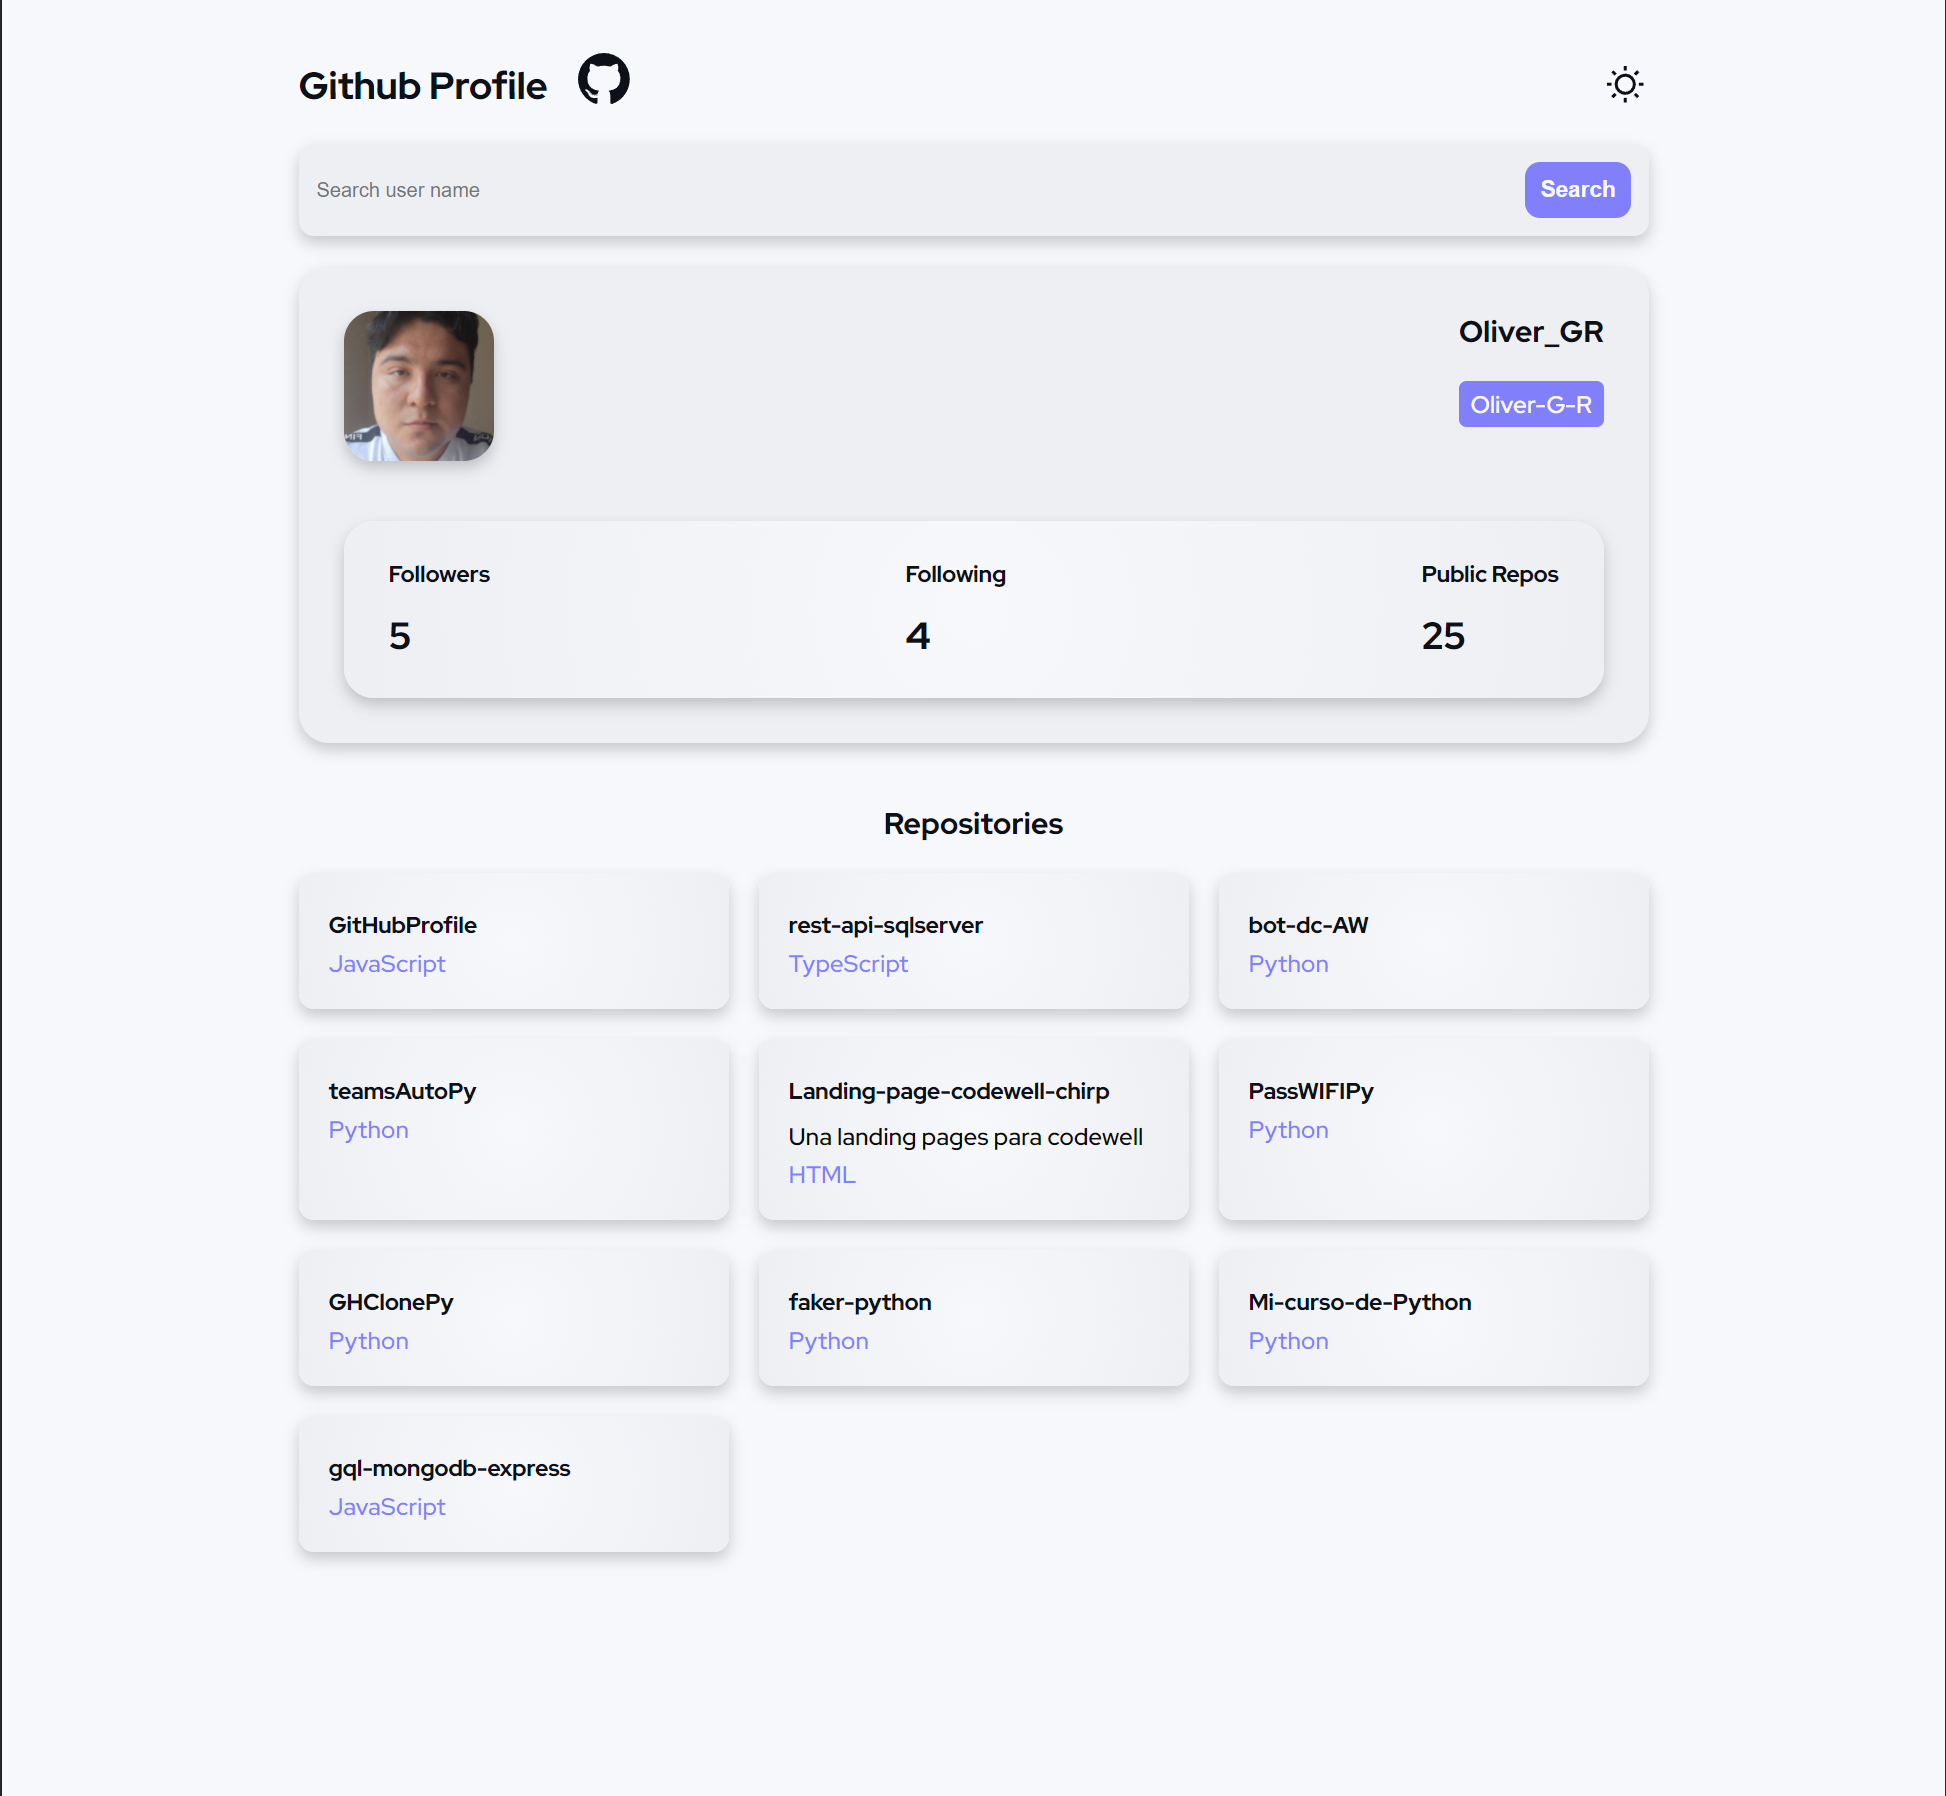 Github Profile
Search user name
Search
Oliver_GR
Oliver-G-R
Followers
Following
Public Repos
5
4
25
Repositories
GitHubProfile
JavaScript
rest-api-sqlserver
TypeScript
bot-dc-AW
Python
teamsAutoPy
Python
Landing-page-codewell-chirp
Una landing pages para codewell
HTML
PassWIFIPy
Python
GHClonePy
Python
faker-python
Python
Mi-curso-de-Python
Python
gql-mongodb-express
JavaScript